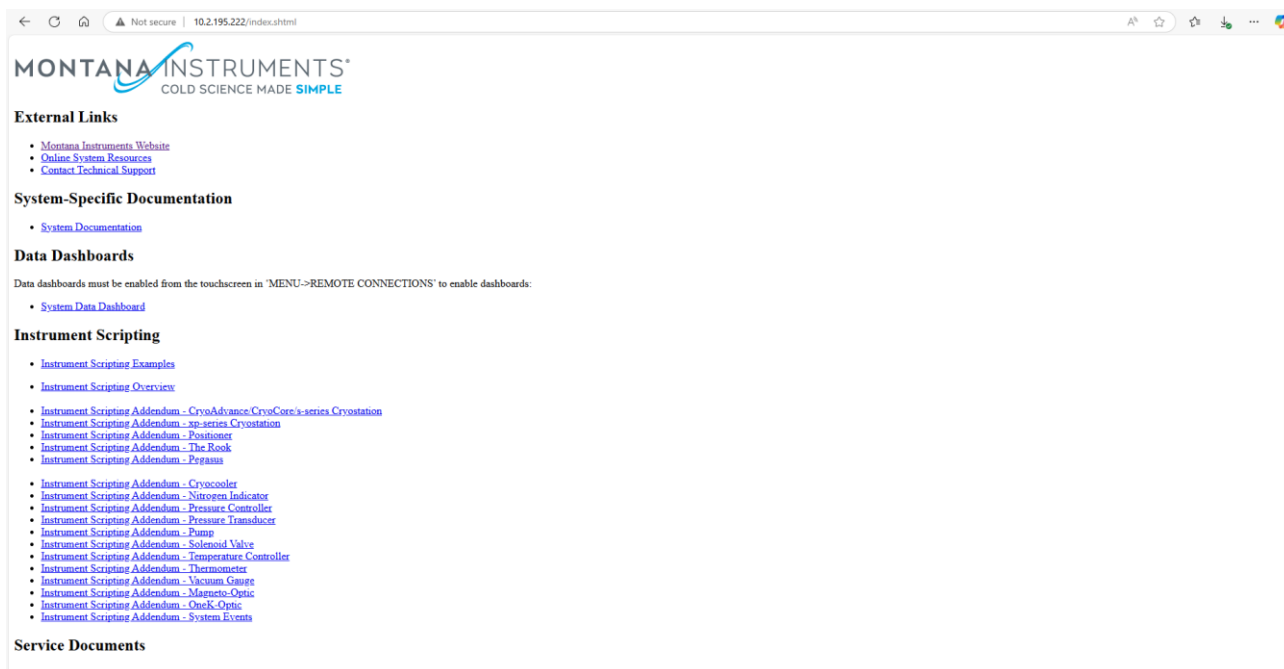 Not secure | 10.2.195.222/index.shtml
MONTANA INSTRUMENTS®
COLD SCIENCE MADE SIMPLE
External Links
Montana Instruments Website
Online System Resources
Contact Technical Support
System-Specific Documentation
System Documentation
Data Dashboards
Data dashboards must be enabled from the touchscreen in 'MENU->REMOTE CONNECTIONS' to enable dashboards:
System Data Dashboard
Instrument Scripting
Instrument Scripting Examples
Instrument Scripting Overview
Instrument Scripting Addendum - CryoAdvance/CryoCore/s-series Cryostation
Instrument Scripting Addendum - xp-series Cryostation
Instrument Scripting Addendum - Positioner
Instrument Scripting Addendum - The Rook
Instrument Scripting Addendum - Pegasus
Instrument Scripting Addendum - Cryocooler
Instrument Scripting Addendum - Nitrogen Indicator
Instrument Scripting Addendum - Pressure Controller
Instrument Scripting Addendum - Pressure Transducer
Instrument Scripting Addendum - Pump
Instrument Scripting Addendum - Solenoid Valve
Instrument Scripting Addendum - Temperature Controller
Instrument Scripting Addendum - Thermometer
Instrument Scripting Addendum - Vacuum Gauge
Instrument Scripting Addendum - Magneto-Optic
Instrument Scripting Addendum - OneK-Optic
Instrument Scripting Addendum - System Events
Service Documents